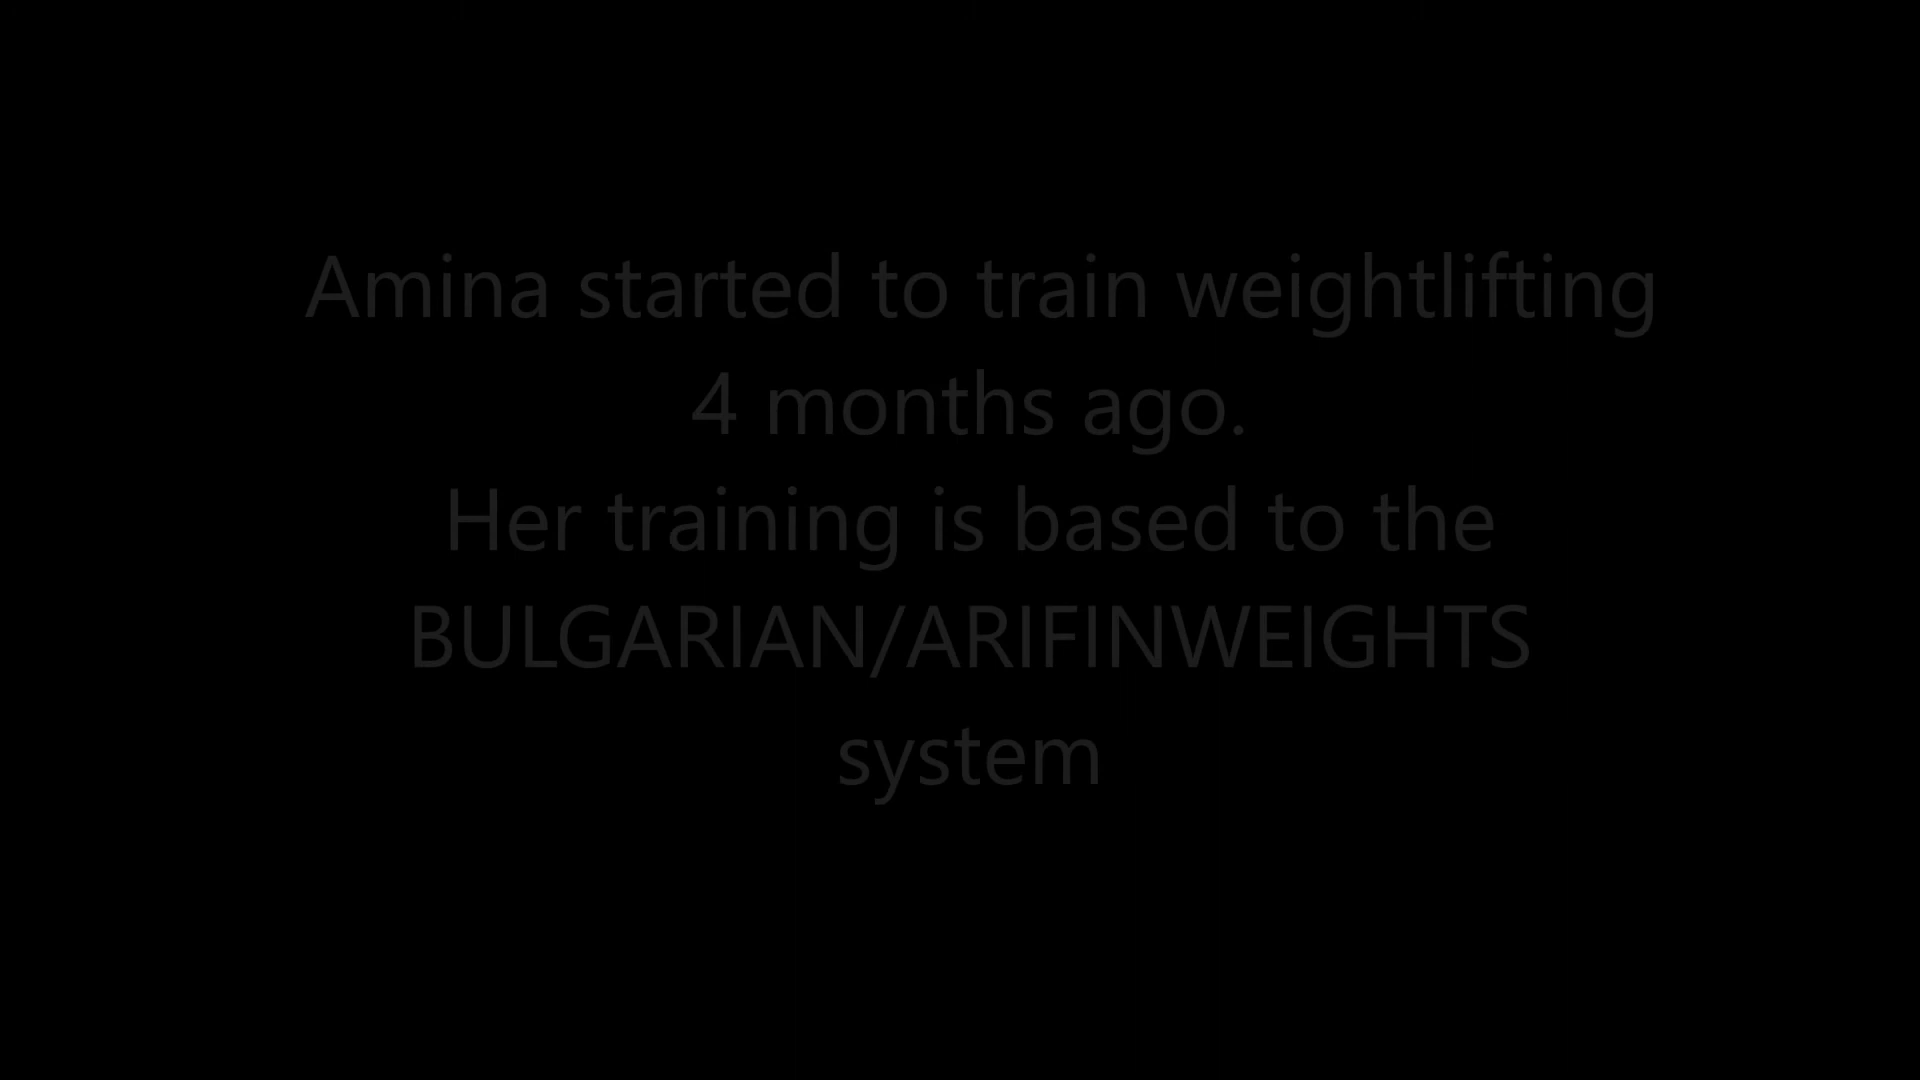 Amina started to train weightlifting
4 months ago.
Her training is based to the
BULGARIAN/ARIFINWEIGHTS
system